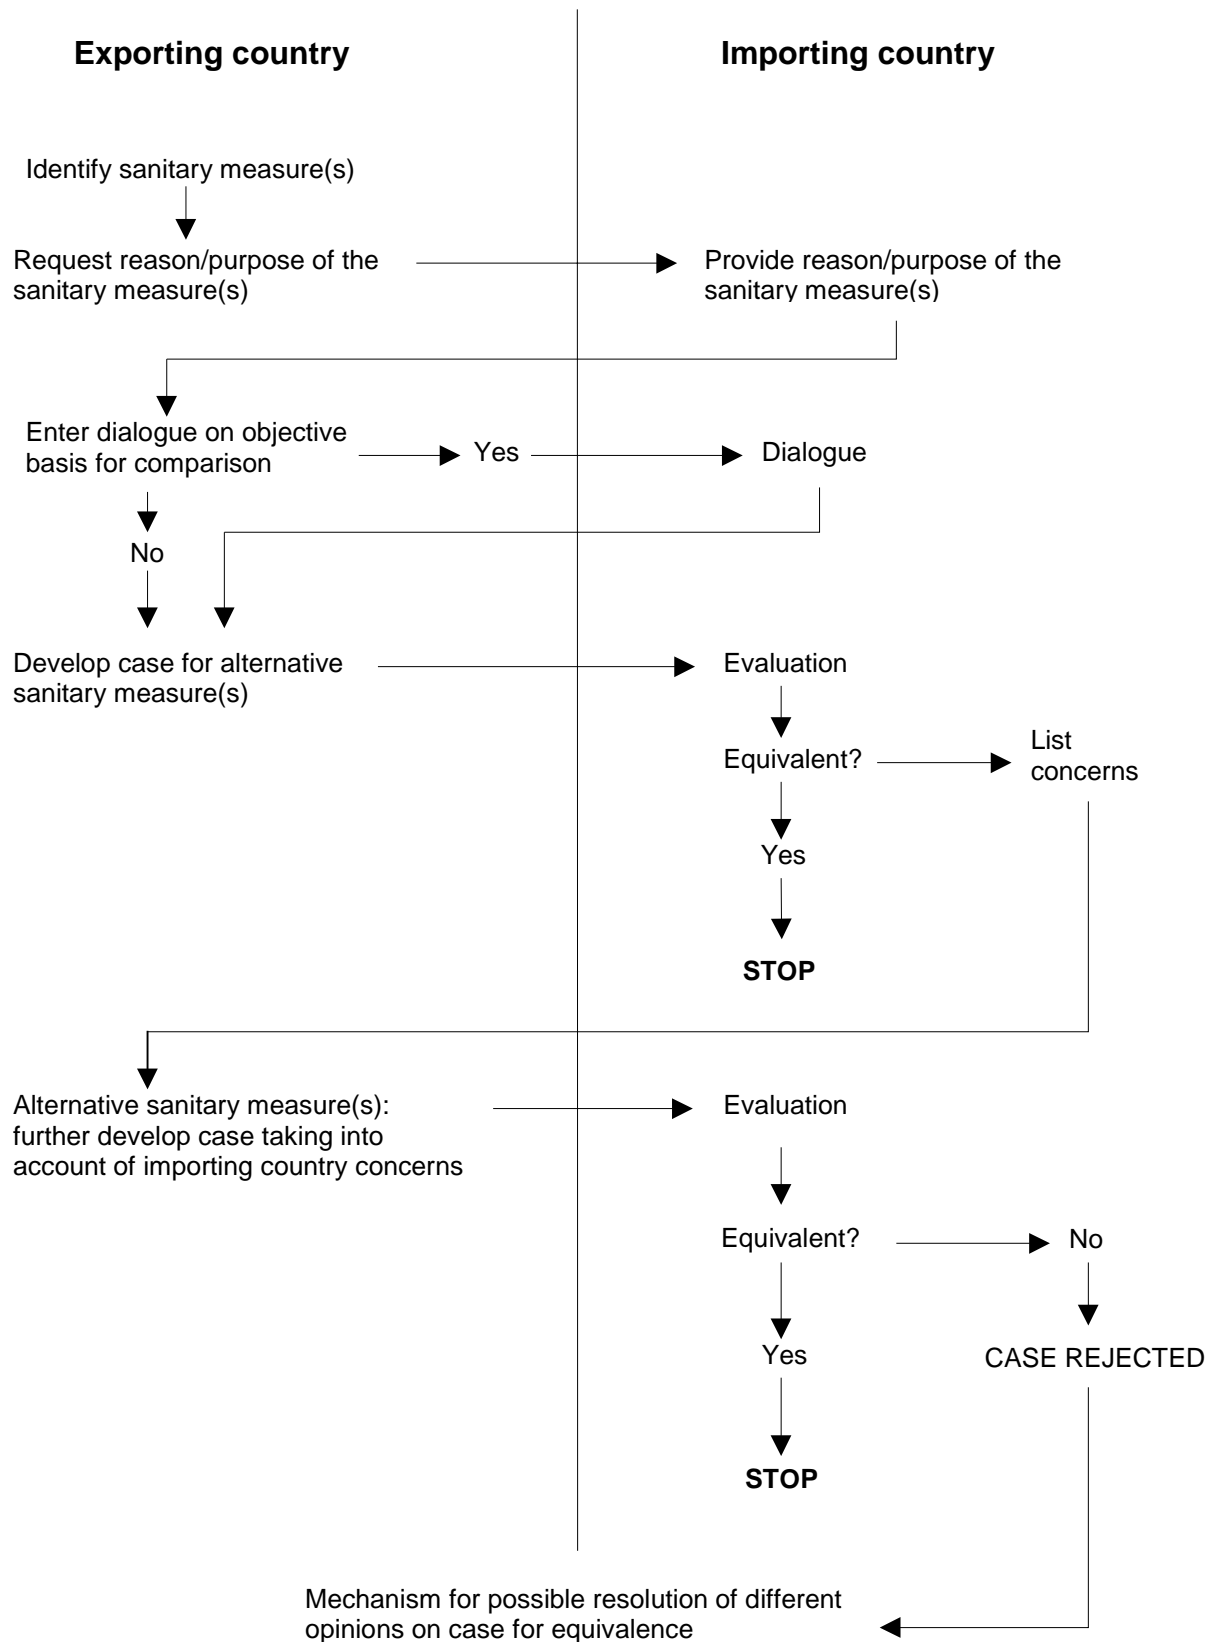 Exporting country
Importing country
Identify sanitary measure(s)
Request reason/purpose of the
sanitary measure(s)
Provide reason/purpose of the
sanitary measure(s)
Enter dialogue on objective
basis for comparison
Yes
Dialogue
No
Develop case for alternative
sanitary measure(s)
Evaluation
Equivalent?
List
concerns
Yes
STOP
Alternative sanitary measure(s):
further develop case taking into
account of importing country concerns
Evaluation
Equivalent?
No
Yes
CASE REJECTED
STOP
Mechanism for possible resolution of different
opinions on case for equivalence